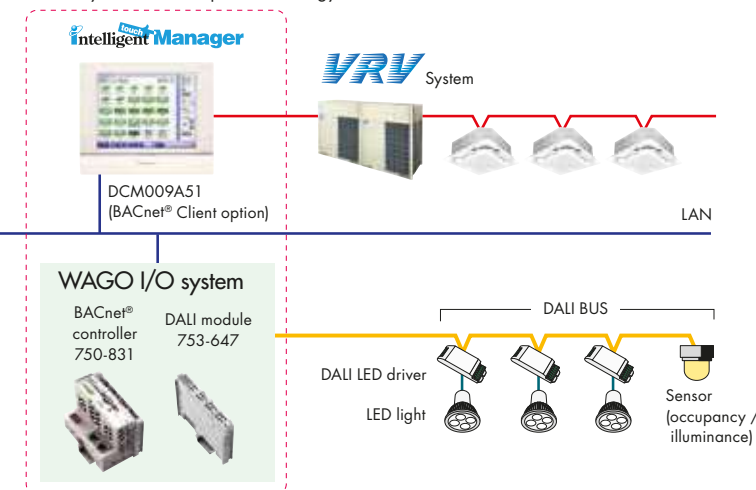 intelligent touch Manager
VRV System
DCM009A51
(BACnet® Client option)
LAN
WAGO I/O system
BACnet®
controller
750-831
DALI module
753-647
DALI BUS
DALI LED driver
LED light
Sensor
(occupancy /
illuminance)